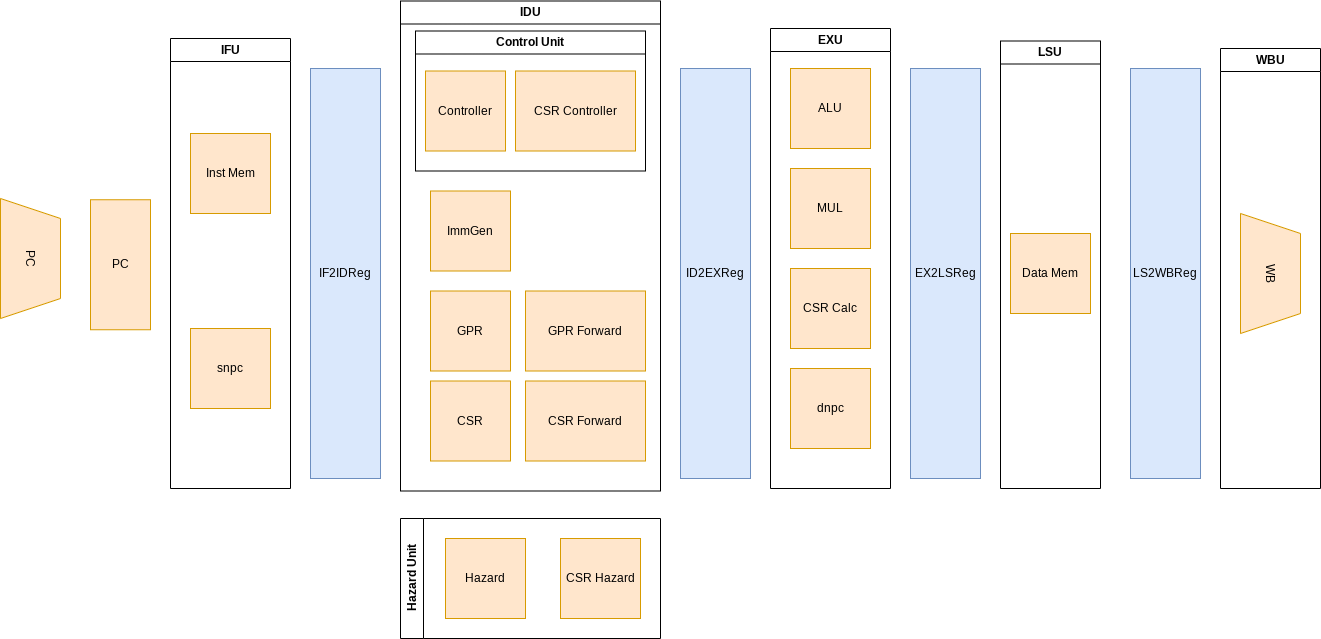 PC
PC
IFU
Inst Mem
snpc
IF2IDReg
IDU
Control Unit
Controller
CSR Controller
ImmGen
GPR
GPR Forward
CSR
CSR Forward
Hazard Unit
Hazard
CSR Hazard
ID2EXReg
EXU
ALU
MUL
CSR Calc
dnpc
EX2LSReg
LSU
Data Mem
LS2WBReg
WBU
WB